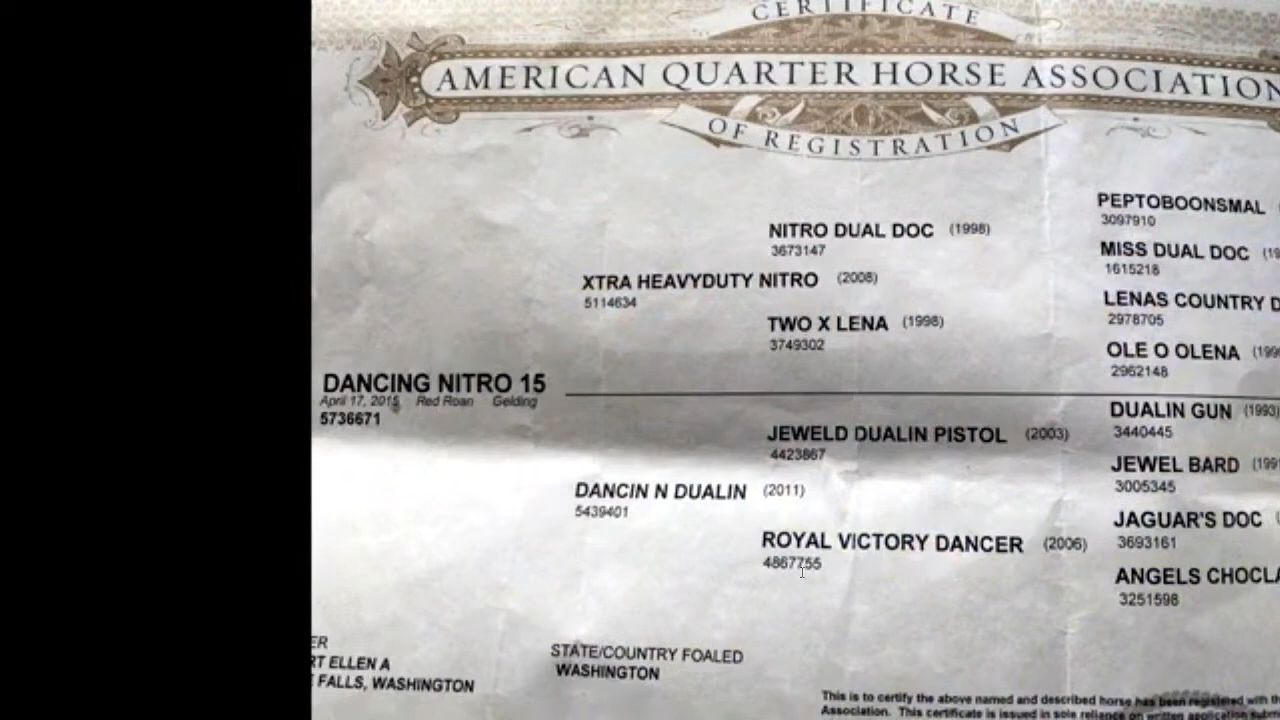 CERTIFICATE
AMERICAN QUARTER HORSE ASSOCIATION
OF REGISTRATION
PEPTOBOONSMAL
3097910
NITRO DUAL DOC (1998)
3673147
MISS DUAL DOC (19
1615218
XTRA HEAVYDUTY NITRO (2008)
5114634
LENAS COUNTRY D
2978705
TWO X LENA (1998)
3749302
OLE O OLENA (199
2962148
DANCING NITRO 15
April 17, 2015 Red Roan Gelding
5736671
DUALIN GUN (1993)
3440445
JEWELD DUALIN PISTOL (2003)
4423867
JEWEL BARD (199
3005345
DANCIN N DUALIN (2011)
5439401
JAGUAR'S DOC
3693161
ROYAL VICTORY DANCER (2006)
4867755
ANGELS CHOCLA
3251598
ER
RT ELLEN A
FALLS, WASHINGTON
STATE/COUNTRY FOALED
WASHINGTON
This is to certify the above named and described horse has been registered with th
Association. This certificate is issued in sole reliance on written application subm